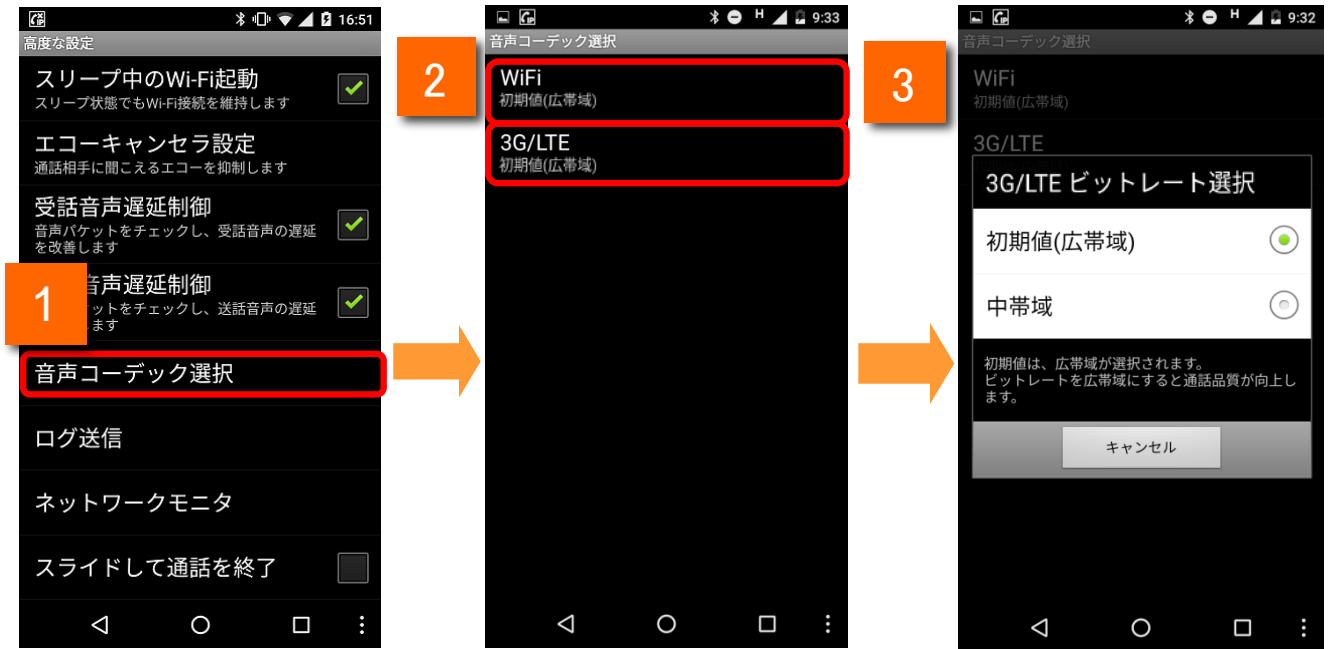 16:51
高度な設定
スリープ中のWi-Fi起動
スリープ状態でもWi-Fi接続を維持します
エコーキャンセラ設定
通話相手に聞こえるエコーを抑制します
受話音声遅延制御
音声パケットをチェックし、受話音声の遅延
を改善します
1
音声遅延制御
ットをチェックし、送話音声の遅延
ます
音声コーデック選択
ログ送信
ネットワークモニタ
スライドして通話を終了
2
H 9:33
音声コーデック選択
WiFi
初期値(広帯域)
3G/LTE
初期値(広帯域)
3
H 9:32
音声コーデック選択
WiFi
初期値(広帯域)
3G/LTE
3G/LTE ビットレート選択
初期値(広帯域)
中帯域
初期値は、広帯域が選択されます。
ビットレートを広帯域にすると通話品質が向上し
ます。
キャンセル